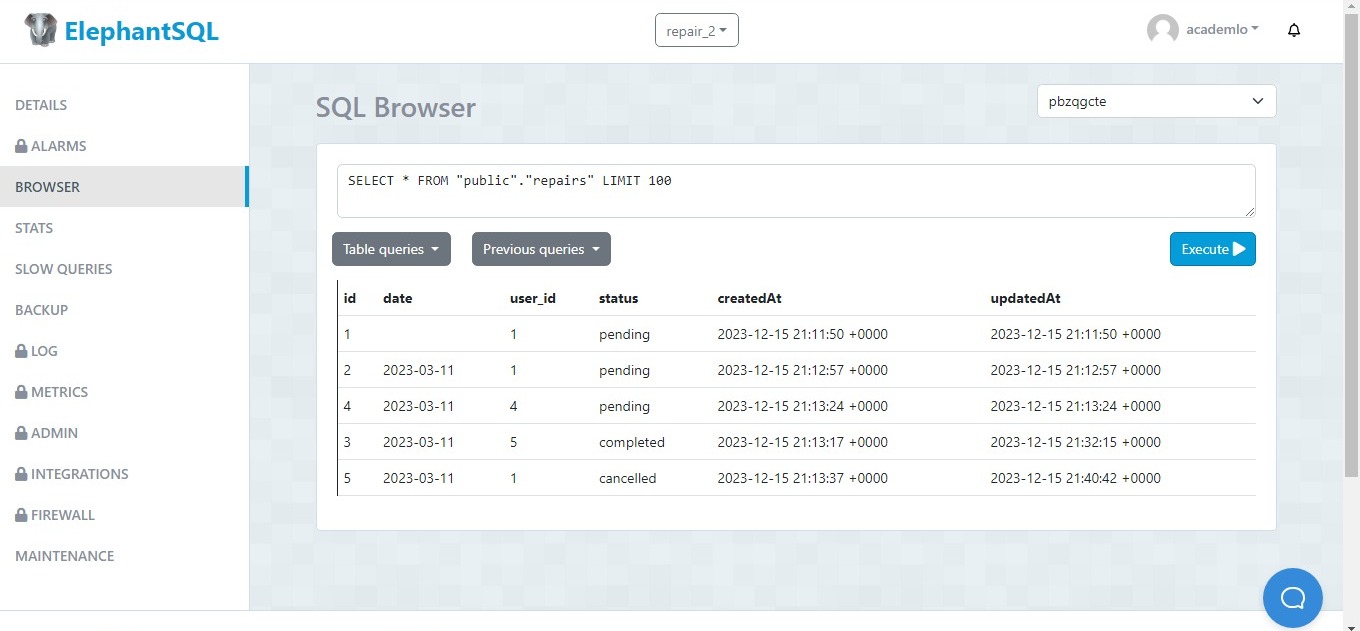 ElephantSQL
repair_2
academlo
DETAILS
ALARMS
BROWSER
STATS
SLOW QUERIES
BACKUP
LOG
METRICS
ADMIN
INTEGRATIONS
FIREWALL
MAINTENANCE
SQL Browser
pbzqgcte
SELECT * FROM "public"."repairs" LIMIT 100
Table queries Previous queries Execute
id date user_id status createdAt updatedAt
1 1 pending 2023-12-15 21:11:50 +0000 2023-12-15 21:11:50 +0000
2 2023-03-11 1 pending 2023-12-15 21:12:57 +0000 2023-12-15 21:12:57 +0000
4 2023-03-11 4 pending 2023-12-15 21:13:24 +0000 2023-12-15 21:13:24 +0000
3 2023-03-11 5 completed 2023-12-15 21:13:17 +0000 2023-12-15 21:32:15 +0000
5 2023-03-11 1 cancelled 2023-12-15 21:13:37 +0000 2023-12-15 21:40:42 +0000